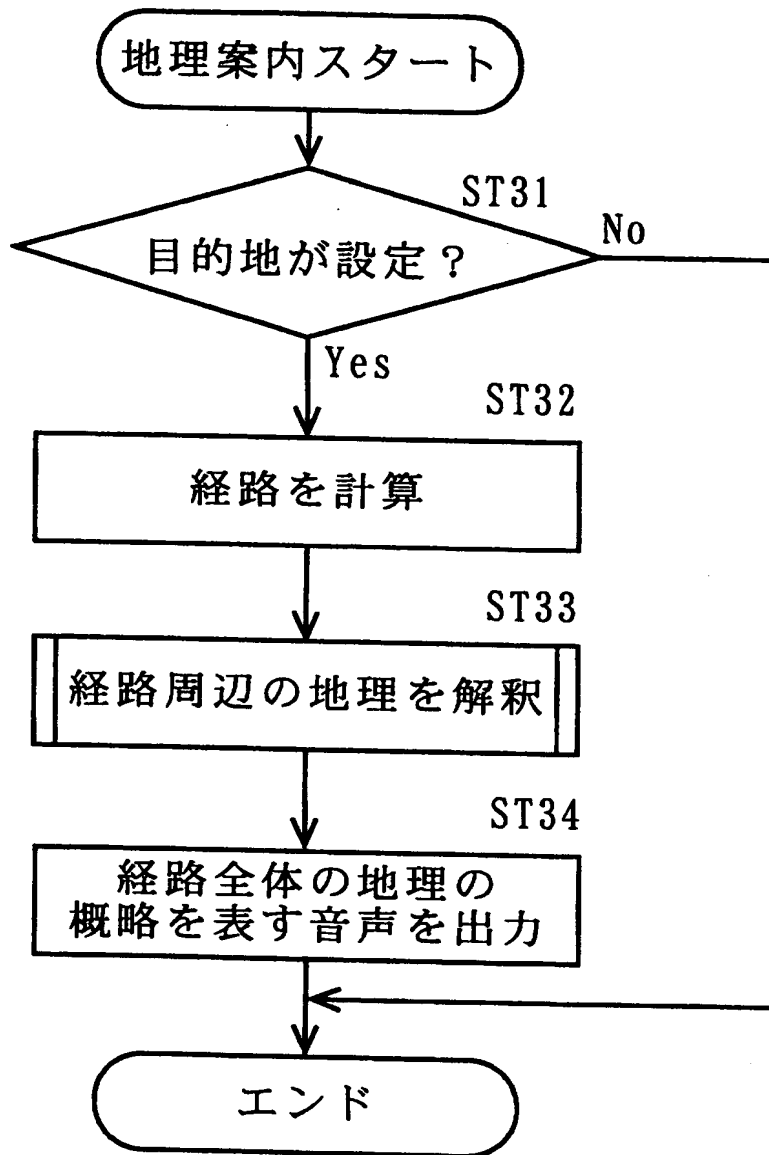 地理案内スタート
ST31
目的地が設定？
No
Yes
ST32
経路を計算
ST33
経路周辺の地理を解釈
ST34
経路全体の地理の
概略を表す音声を出力
エンド